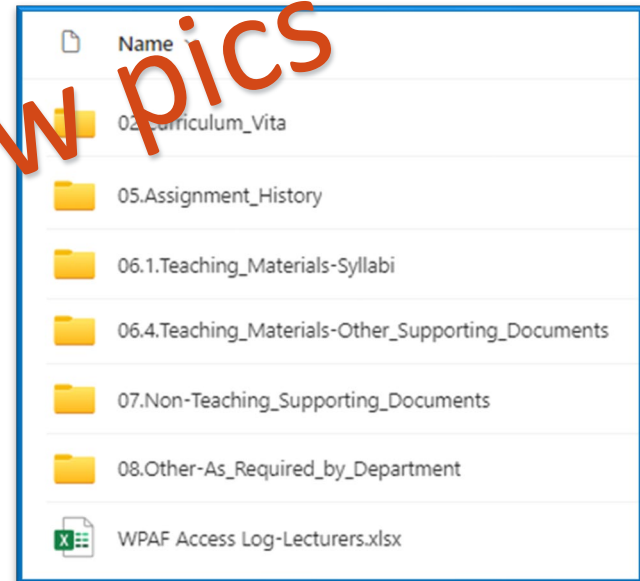 w pics
Name
02.Curriculum_Vita
05.Assignment_History
06.1.Teaching_Materials-Syllabi
06.4.Teaching_Materials-Other_Supporting_Documents
07.Non-Teaching_Supporting_Documents
08.Other-As_Required_by_Department
WPAF Access Log-Lecturers.xlsx